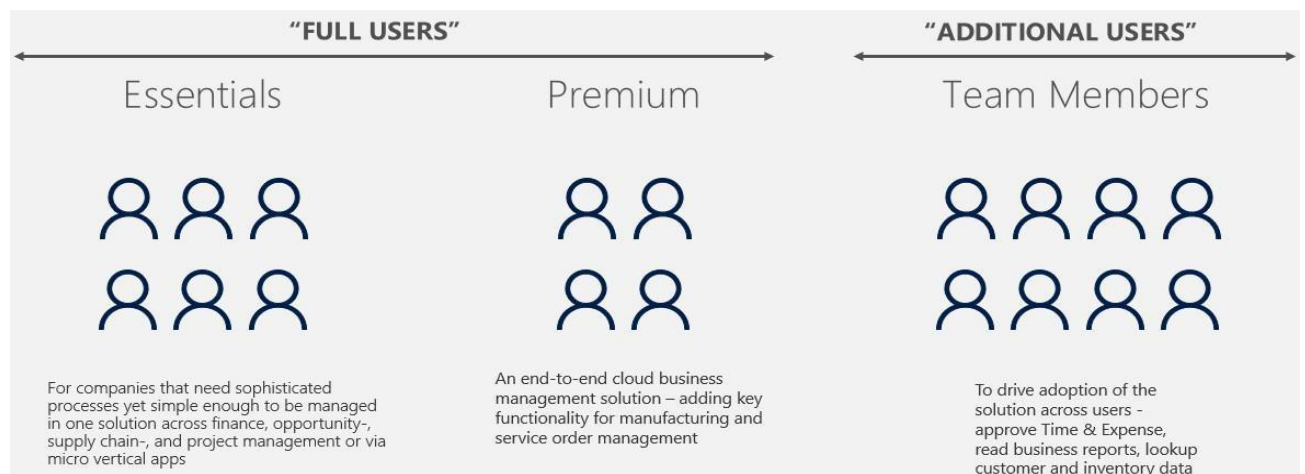 “FULL USERS”
“ADDITIONAL USERS”
Essentials
Premium
Team Members
For companies that need sophisticated
processes yet simple enough to be managed
in one solution across finance, opportunity-,
supply chain-, and project management or via
micro vertical apps
An end-to-end cloud business
management solution – adding key
functionality for manufacturing and
service order management
To drive adoption of the
solution across users -
approve Time & Expense,
read business reports, lookup
customer and inventory data